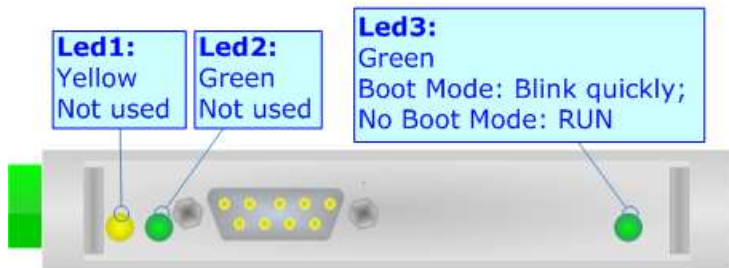 Led1:
Yellow
Not used
Led2:
Green
Not used
Led3:
Green
Boot Mode: Blink quickly;
No Boot Mode: RUN